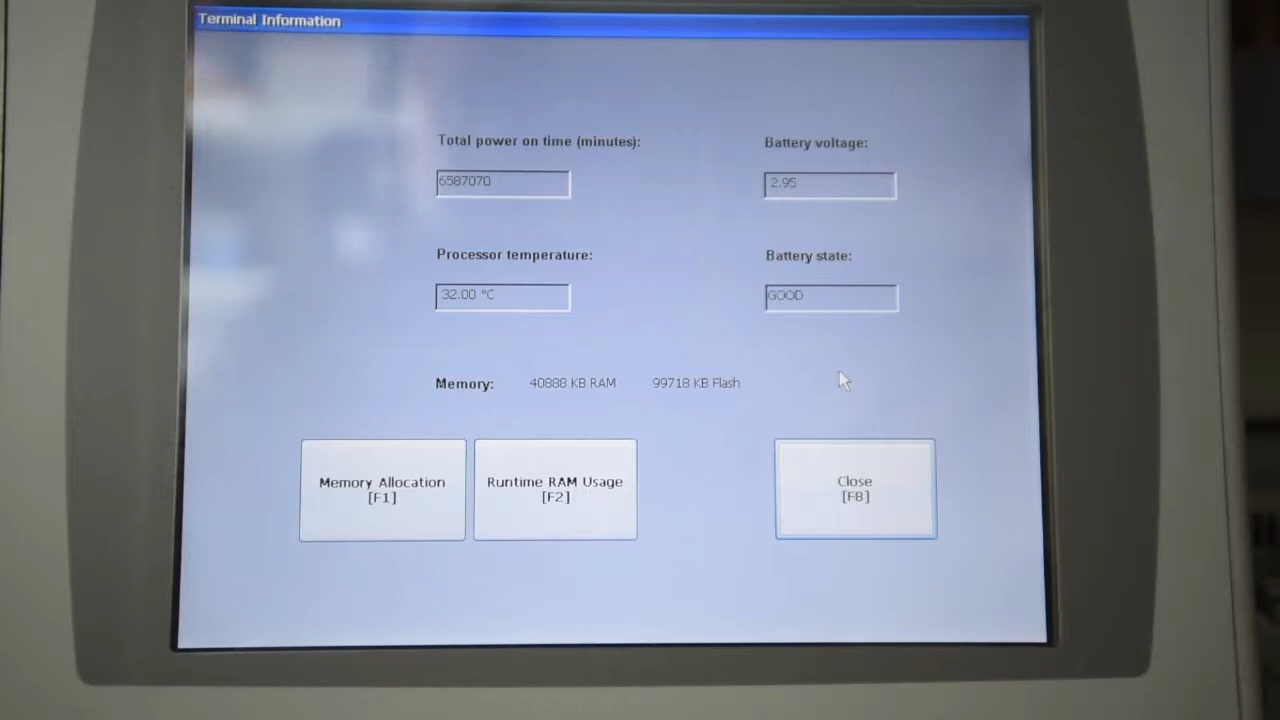 Terminal Information
Total power on time (minutes): Battery voltage:
6587070 2.95
Processor temperature: Battery state:
32.00 °C GOOD
Memory: 40888 KB RAM 99718 KB Flash
Memory Allocation
[F1]
Runtime RAM Usage
[F2]
Close
[F8]